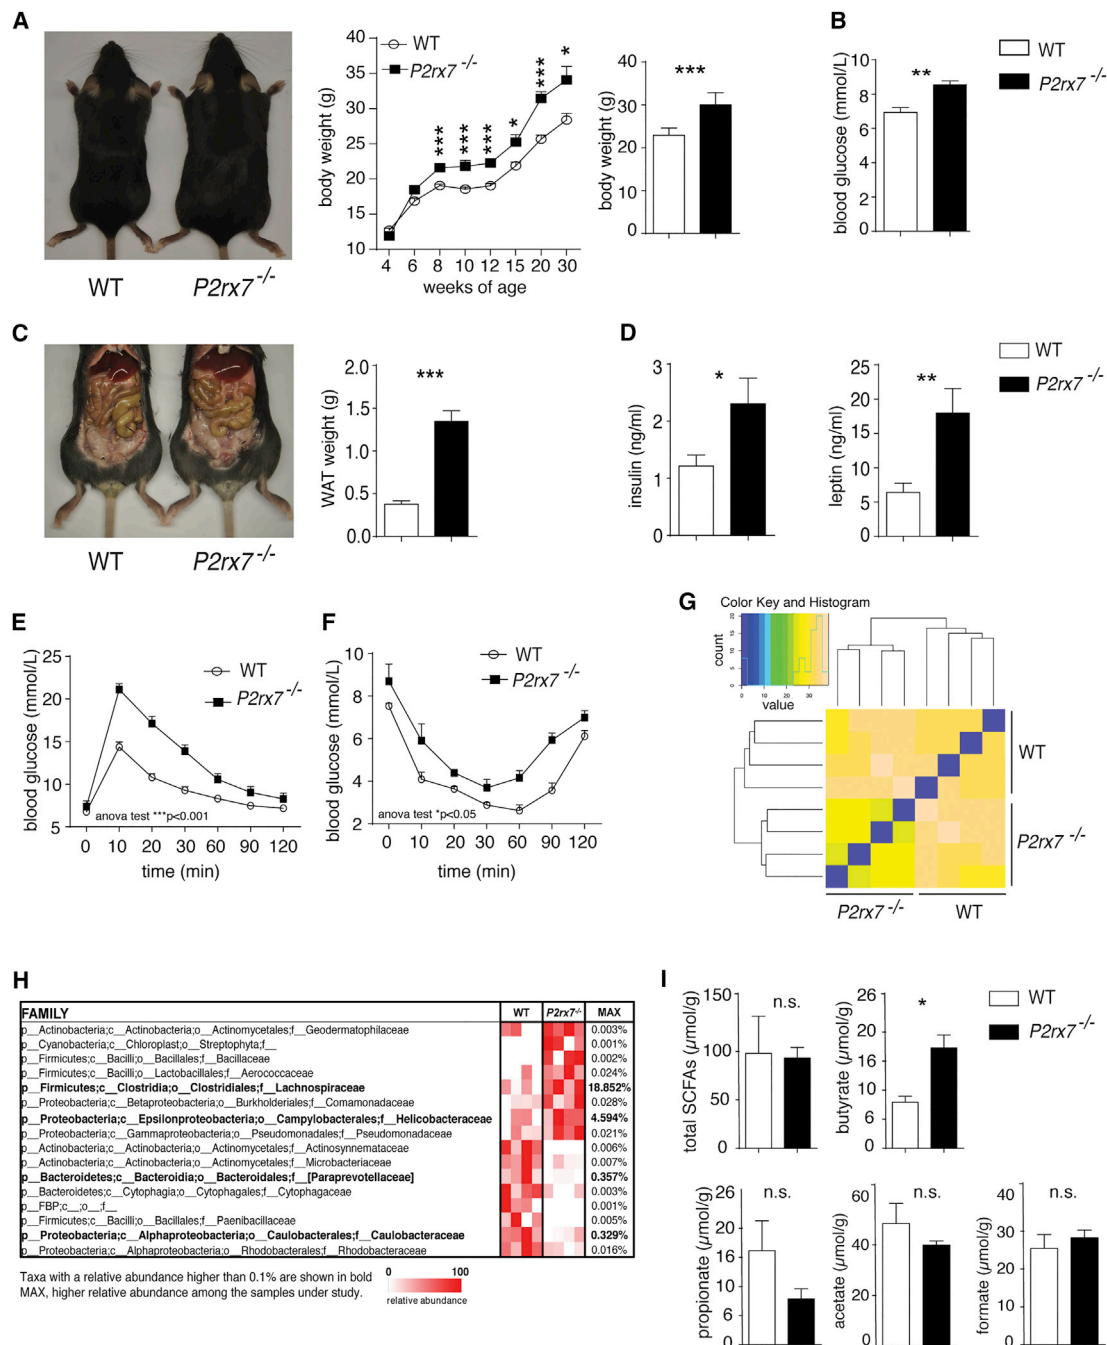 A
WT
P2rx7 -/-
body weight (g)
40
35
30
25
20
15
10
WT
P2rx7 -/-
***
***
***
*
***
*
4 6 8 10 12 15 20 30
weeks of age
body weight (g)
40
30
20
10
0
***
B
blood glucose (mmol/L)
10
8
6
4
2
0
**
WT
P2rx7 -/-
C
WT
P2rx7 -/-
WAT weight (g)
2.0
1.5
1.0
0.5
0.0
***
D
insulin (ng/ml)
3
2
1
0
*
leptin (ng/ml)
25
20
15
10
5
0
**
WT
P2rx7 -/-
E
blood glucose (mmol/L)
25
20
15
10
5
WT
P2rx7 -/-
anova test ***p<0.001
0 10 20 30 60 90 120
time (min)
F
blood glucose (mmol/L)
10
8
6
4
2
WT
P2rx7 -/-
anova test *p<0.05
0 10 20 30 60 90 120
time (min)
G
Color Key and Histogram
count
0 5 10 15 20
0 10 20 30
value
WT
P2rx7 -/-
P2rx7 -/- WT
H
FAMILY WT P2rx7-/- MAX
p__Actinobacteria;c__Actinobacteria;o__Actinomycetales;f__Geodermatophilaceae 0.003%
p__Cyanobacteria;c__Chloroplast;o__Streptophyta;f__ 0.001%
p__Firmicutes;c__Bacilli;o__Bacillales;f__Bacillaceae 0.002%
p__Firmicutes;c__Bacilli;o__Lactobacillales;f__Aerococcaceae 0.024%
p__Firmicutes;c__Clostridia;o__Clostridiales;f__Lachnospiraceae 18.852%
p__Proteobacteria;c__Betaproteobacteria;o__Burkholderiales;f__Comamonadaceae 0.028%
p__Proteobacteria;c__Epsilonproteobacteria;o__Campylobacterales;f__Helicobacteraceae 4.594%
p__Proteobacteria;c__Gammaproteobacteria;o__Pseudomonadales;f__Pseudomonadaceae 0.021%
p__Actinobacteria;c__Actinobacteria;o__Actinomycetales;f__Actinosynnemataceae 0.006%
p__Actinobacteria;c__Actinobacteria;o__Actinomycetales;f__Microbacteriaceae 0.007%
p__Bacteroidetes;c__Bacteroidia;o__Bacteroidales;f__[Paraprevotellaceae] 0.357%
p__Bacteroidetes;c__Cytophagia;o__Cytophagales;f__Cytophagaceae 0.003%
p__FBP;c__;o__;f__ 0.001%
p__Firmicutes;c__Bacilli;o__Bacillales;f__Paenibacillaceae 0.005%
p__Proteobacteria;c__Alphaproteobacteria;o__Caulobacterales;f__Caulobacteraceae 0.329%
p__Proteobacteria;c__Alphaproteobacteria;o__Rhodobacterales;f__Rhodobacteraceae 0.016%
Taxa with a relative abundance higher than 0.1% are shown in bold
MAX, higher relative abundance among the samples under study.
0 100
relative abundance
I
total SCFAs (µmol/g)
150
100
50
0
n.s.
butyrate (µmol/g)
26
20
16
10
6
0
*
WT
P2rx7 -/-
propionate (µmol/g)
26
20
16
10
6
0
n.s.
acetate (µmol/g)
60
40
20
0
n.s.
formate (µmol/g)
40
30
20
10
0
n.s.